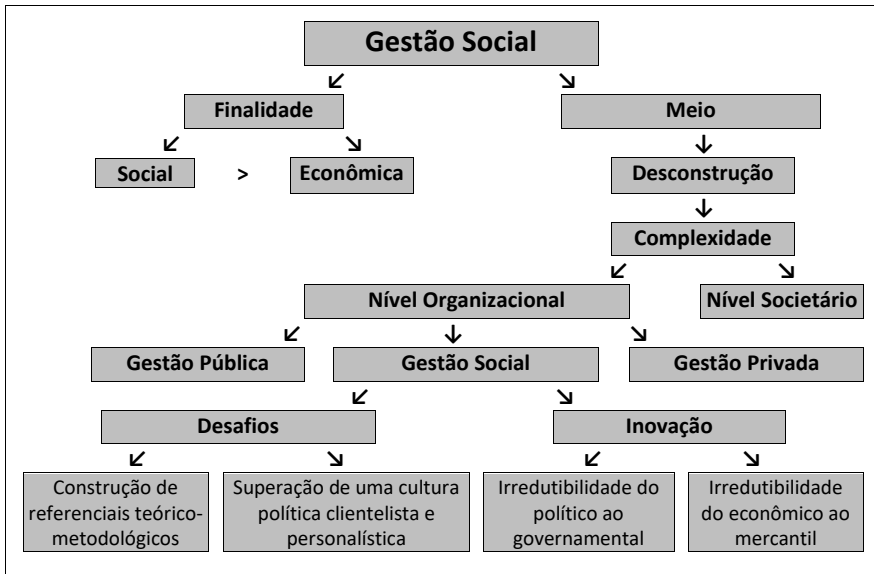 Gestão Social
Finalidade
Meio
Social
>
Econômica
Desconstrução
Complexidade
Nível Organizacional
Nível Societário
Gestão Pública
Gestão Social
Gestão Privada
Desafios
Inovação
Construção de
referenciais teórico-
metodológicos
Superação de uma cultura
política clientelista e
personalística
Irredutibilidade do
político ao
governamental
Irredutibilidade
do econômico ao
mercantil